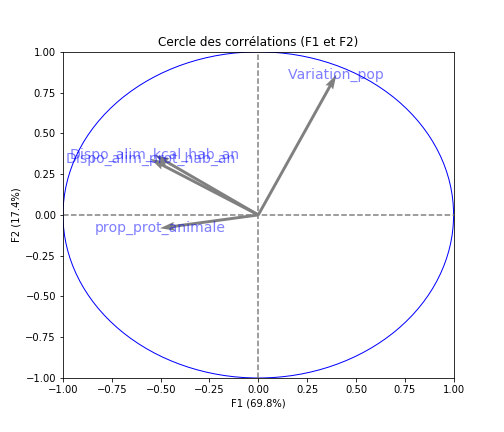 Cercle des corrélations (F1 et F2)
1.00
0.75
0.50
0.25
0.00
−0.25
−0.50
−0.75
−1.00
F2 (17.4%)
Variation_pop
Dispo_alim_kcal_hab_an
Dispo_alim_prot_hab_an
prop_prot_animale
−1.00 −0.75 −0.50 −0.25 0.00 0.25 0.50 0.75 1.00
F1 (69.8%)